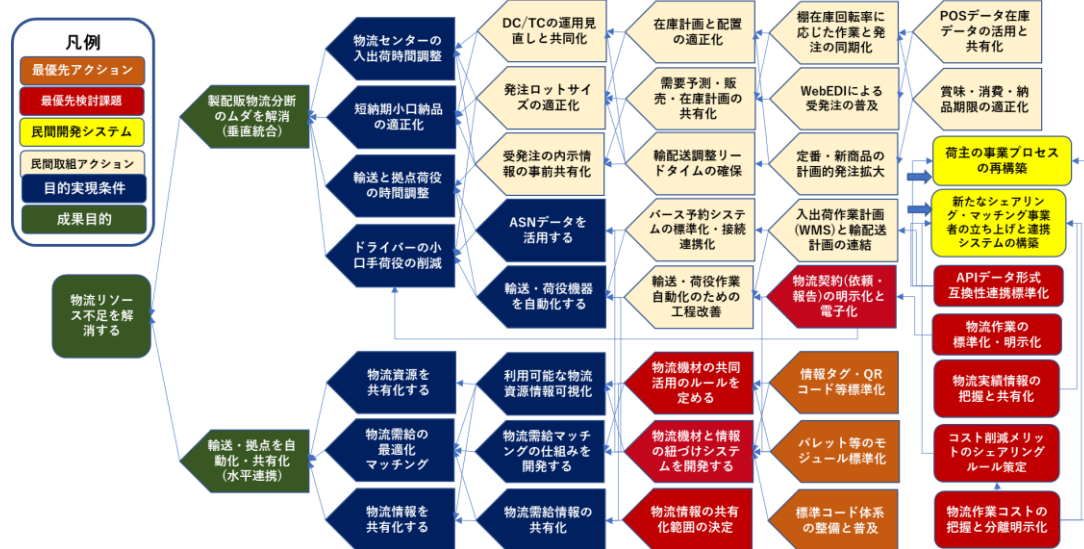 凡例
最優先アクション
最優先検討課題
民間開発システム
民間取組アクション
目的実現条件
成果目的
物流リソー
ス不足を解
消する
製配販物流分断
のムダを解消
(垂直統合)
輸送・拠点を自
動化・共有化
(水平連携)
物流センターの
入出荷時間調整
短納期小口納品
の適正化
輸送と拠点荷役
の時間調整
ドライバーの小
口手荷役の削減
物流資源を
共有化する
物流需給の
最適化
マッチング
物流情報を
共有化する
DC/TCの運用見
直しと共同化
発注ロットサイ
ズの適正化
受発注の内示情
報の事前共有化
ASNデータを
活用する
輸送・荷役機器
を自動化する
利用可能な物流
資源情報可視化
物流需給マッチ
ングの仕組みを
開発する
物流需給情報の
共有化
在庫計画と配置
の適正化
需要予測・販
売・在庫計画の
共有化
輸配送調整リー
ドタイムの確保
バース予約システ
ムの標準化・接続
連携化
輸送・荷役作業
自動化のための
工程改善
物流機材の共同
活用のルールを
定める
物流機材と情報
の紐づけシステ
ムを開発する
物流情報の共有
化範囲の決定
棚在庫回転率に
応じた作業と発
注の同期化
WebEDIによる
受発注の普及
定番・新商品の
計画的発注拡大
入出荷作業計画
(WMS)と輸配送
計画の連結
物流契約(依頼・
報告)の明示化と
電子化
情報タグ・QR
コード等標準化
パレット等のモ
ジュール標準化
標準コード体系
の整備と普及
POSデータ在庫
データの活用と
共有化
賞味・消費・納
品期限の適正化
荷主の事業プロセス
の再構築
新たなシェアリン
グ・マッチング事業
者の立ち上げと連携
システムの構築
APIデータ形式
互換性連携標準化
物流作業の
標準化・明示化
物流実績情報の
把握と共有化
コスト削減メリッ
トのシェアリング
ルール策定
物流作業コストの
把握と分離明示化